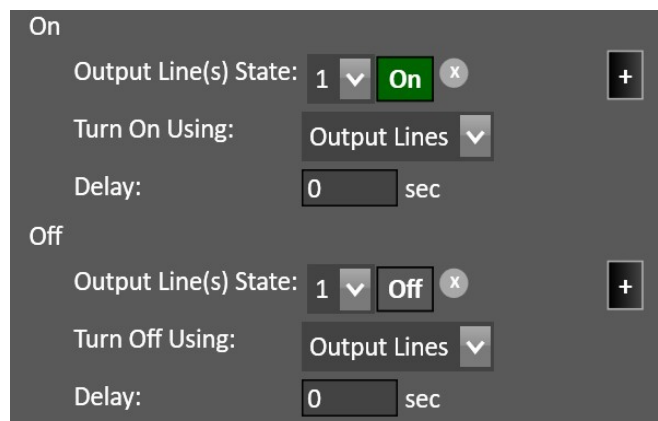 On
Output Line(s) State: 1 On x +
Turn On Using: Output Lines
Delay: 0 sec
Off
Output Line(s) State: 1 Off x +
Turn Off Using: Output Lines
Delay: 0 sec